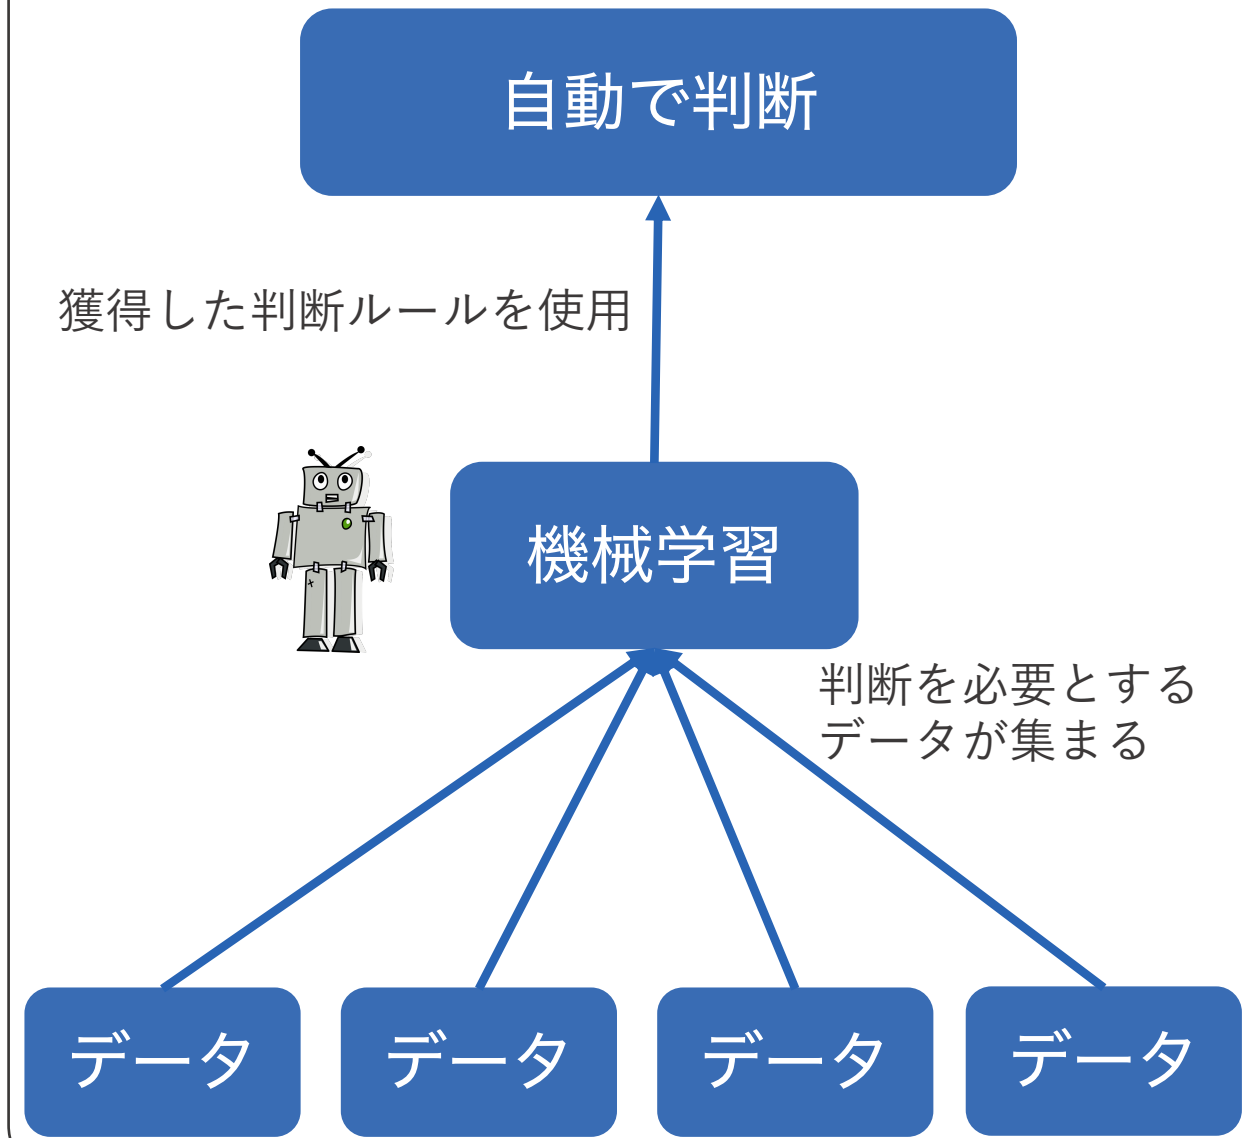 自動で判断
獲得した判断ルールを使用
機械学習
判断を必要とする
データが集まる
データ
データ
データ
データ